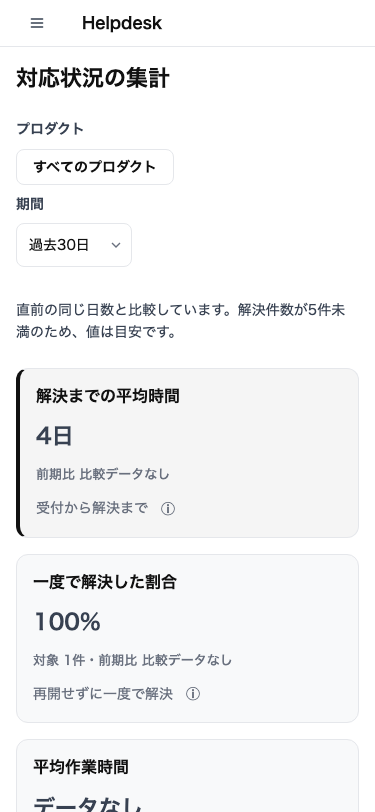 Helpdesk
対応状況の集計
プロダクト
すべてのプロダクト
期間
過去30日
直前の同じ日数と比較しています。解決件数が5件未
満のため、値は目安です。
解決までの平均時間
4日
前期比 比較データなし
受付から解決まで
一度で解決した割合
100%
対象 1件・前期比 比較データなし
再開せずに一度で解決
平均作業時間
データなし